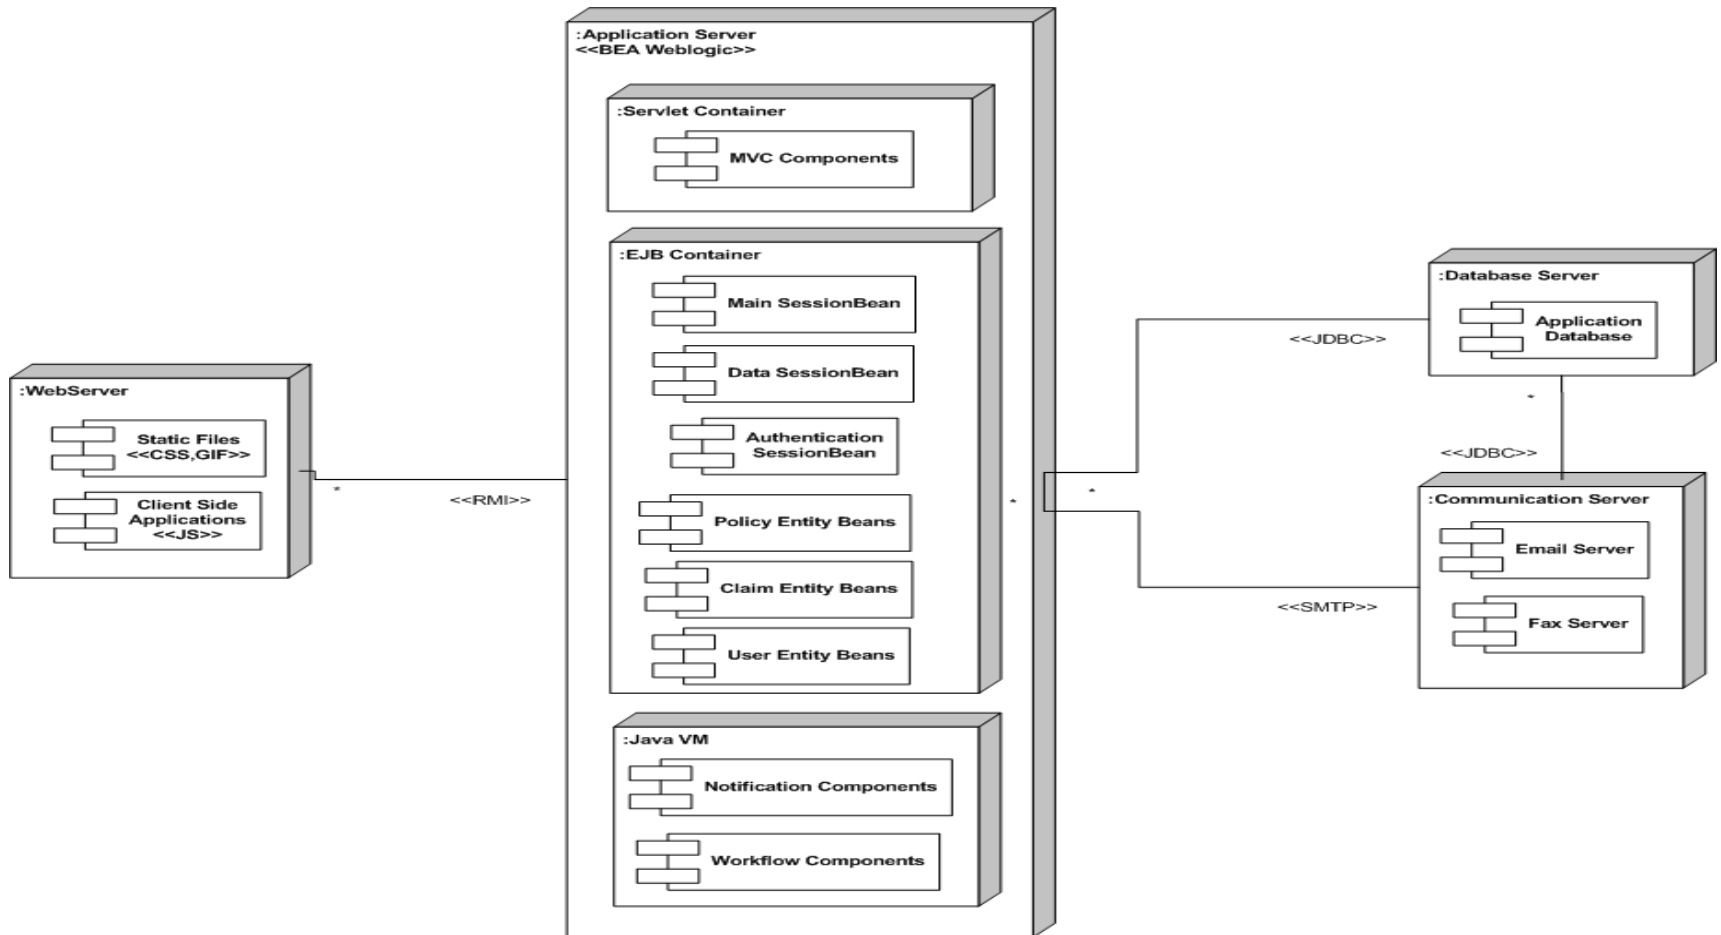 :Application Server
<<BEA Weblogic>>
:Servlet Container
MVC Components
:EJB Container
Main SessionBean
Data SessionBean
Authentication
SessionBean
Policy Entity Beans
Claim Entity Beans
User Entity Beans
*
:Java VM
Notification Components
Workflow Components
:WebServer
Static Files
<<CSS,GIF>>
Client Side
Applications
<<JS>>
*
<<RMI>>
*
<<JDBC>>
<<SMTP>>
:Database Server
Application
Database
*
<<JDBC>>
:Communication Server
Email Server
Fax Server